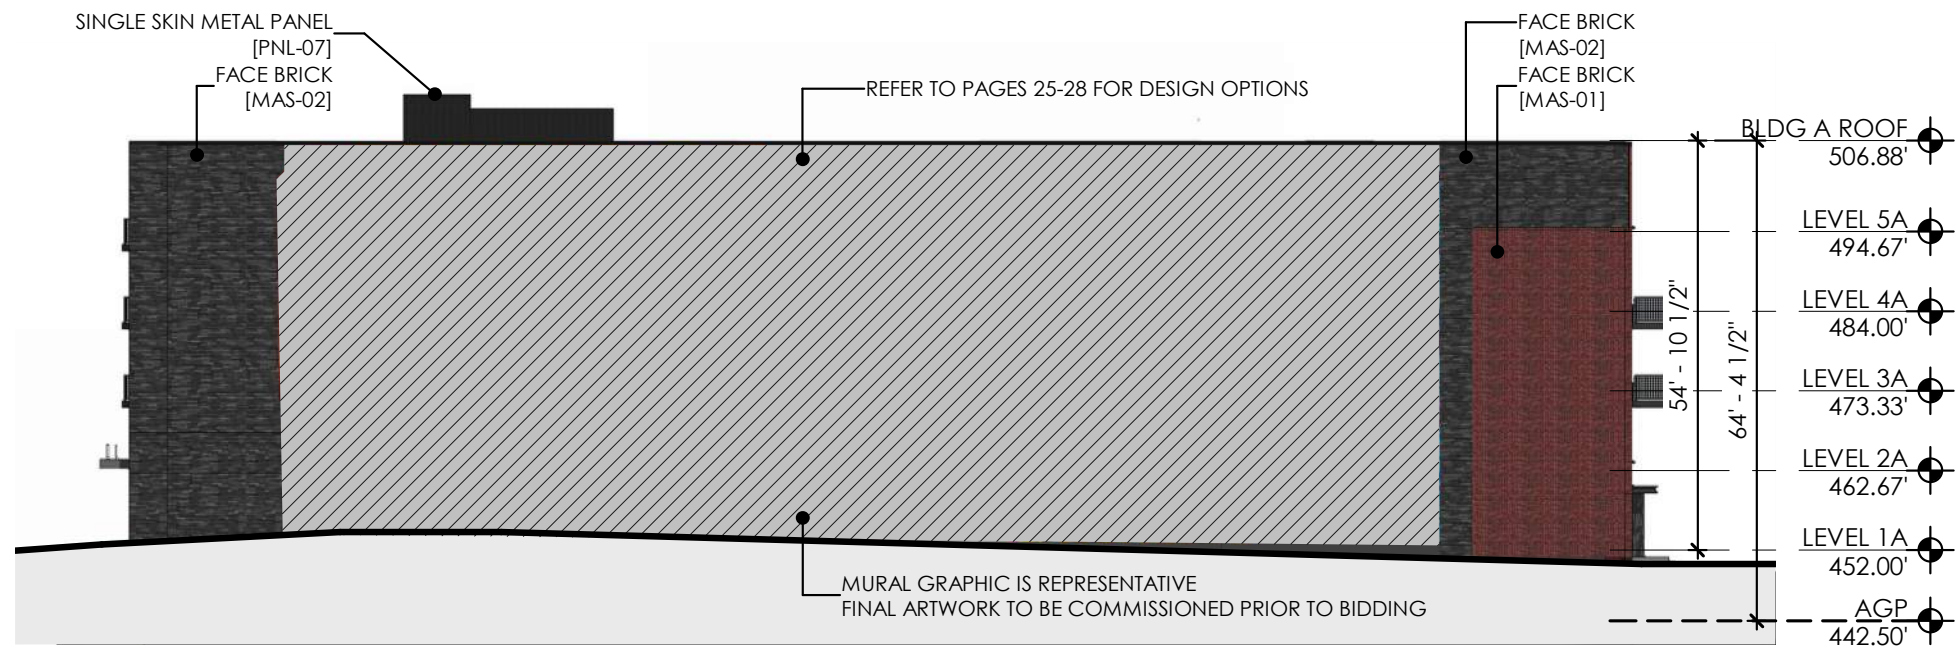 SINGLE SKIN METAL PANEL
[PNL-07]
FACE BRICK
[MAS-02]
REFER TO PAGES 25-28 FOR DESIGN OPTIONS
FACE BRICK
[MAS-02]
FACE BRICK
[MAS-01]
BLDG A ROOF
506.88'
LEVEL 5A
494.67'
LEVEL 4A
484.00'
LEVEL 3A
473.33'
LEVEL 2A
462.67'
LEVEL 1A
452.00'
AGP
442.50'
54' - 10 1/2"
64' - 4 1/2"
MURAL GRAPHIC IS REPRESENTATIVE
FINAL ARTWORK TO BE COMMISSIONED PRIOR TO BIDDING